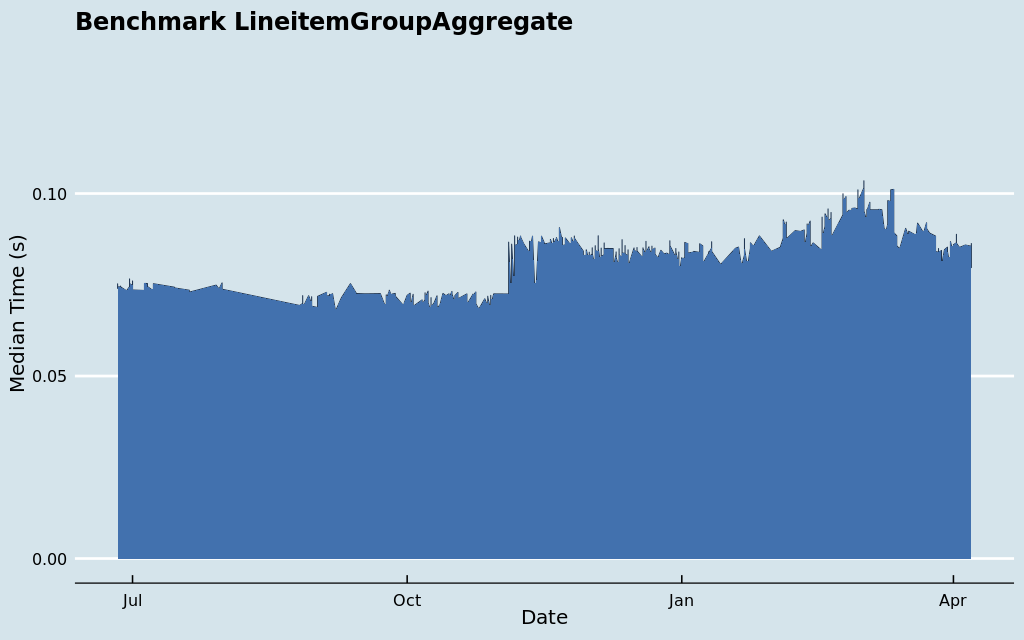 Benchmark LineitemGroupAggregate
Median Time (s)
0.10
0.05
0.00
Jul Oct Jan Apr
Date